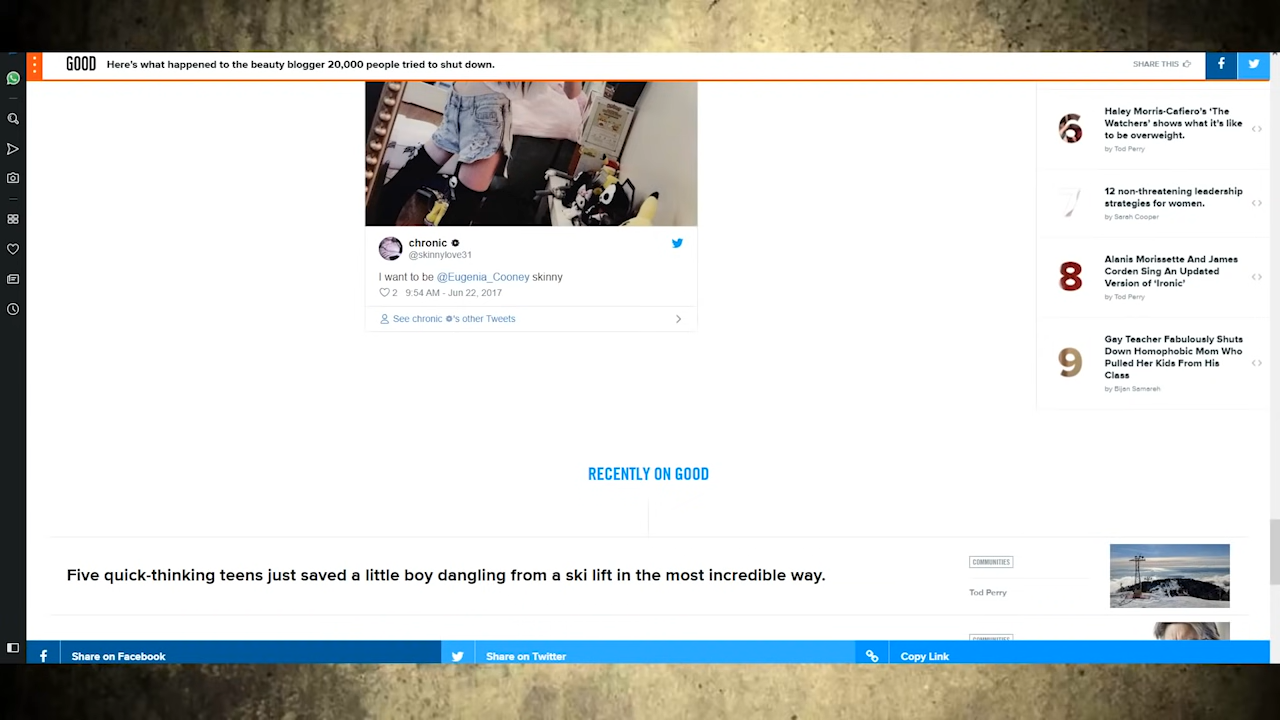 GOOD
Here's what happened to the beauty blogger 20,000 people tried to shut down.
SHARE THIS
chronic
@skinnylove31
I want to be @Eugenia_Cooney skinny
2 9:54 AM - Jun 22, 2017
See chronic 's other Tweets
6
Haley Morris-Cafiero's 'The
Watchers' shows what it's like
to be overweight.
by Tod Perry
7
12 non-threatening leadership
strategies for women.
by Sarah Cooper
8
Alanis Morissette And James
Corden Sing An Updated
Version of 'Ironic'
by Tod Perry
9
Gay Teacher Fabulously Shuts
Down Homophobic Mom Who
Pulled Her Kids From His
Class
by Bijan Samareh
RECENTLY ON GOOD
Five quick-thinking teens just saved a little boy dangling from a ski lift in the most incredible way.
COMMUNITIES
Tod Perry
COMMUNITIES
Share on Facebook
Share on Twitter
Copy Link